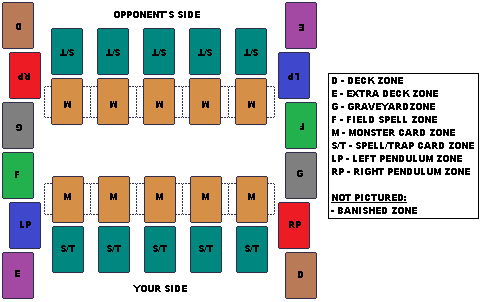 OPPONENT'S SIDE
D
E
S/T S/T S/T S/T S/T
RP
LP
M M M M M
G
F
F
G
M M M M M
LP
RP
S/T S/T S/T S/T S/T
E
D
YOUR SIDE
D - DECK ZONE
E - EXTRA DECK ZONE
G - GRAVEYARDZONE
F - FIELD SPELL ZONE
M - MONSTER CARD ZONE
S/T - SPELL/TRAP CARD ZONE
LP - LEFT PENDULUM ZONE
RP - RIGHT PENDULUM ZONE
NOT PICTURED:
- BANISHED ZONE